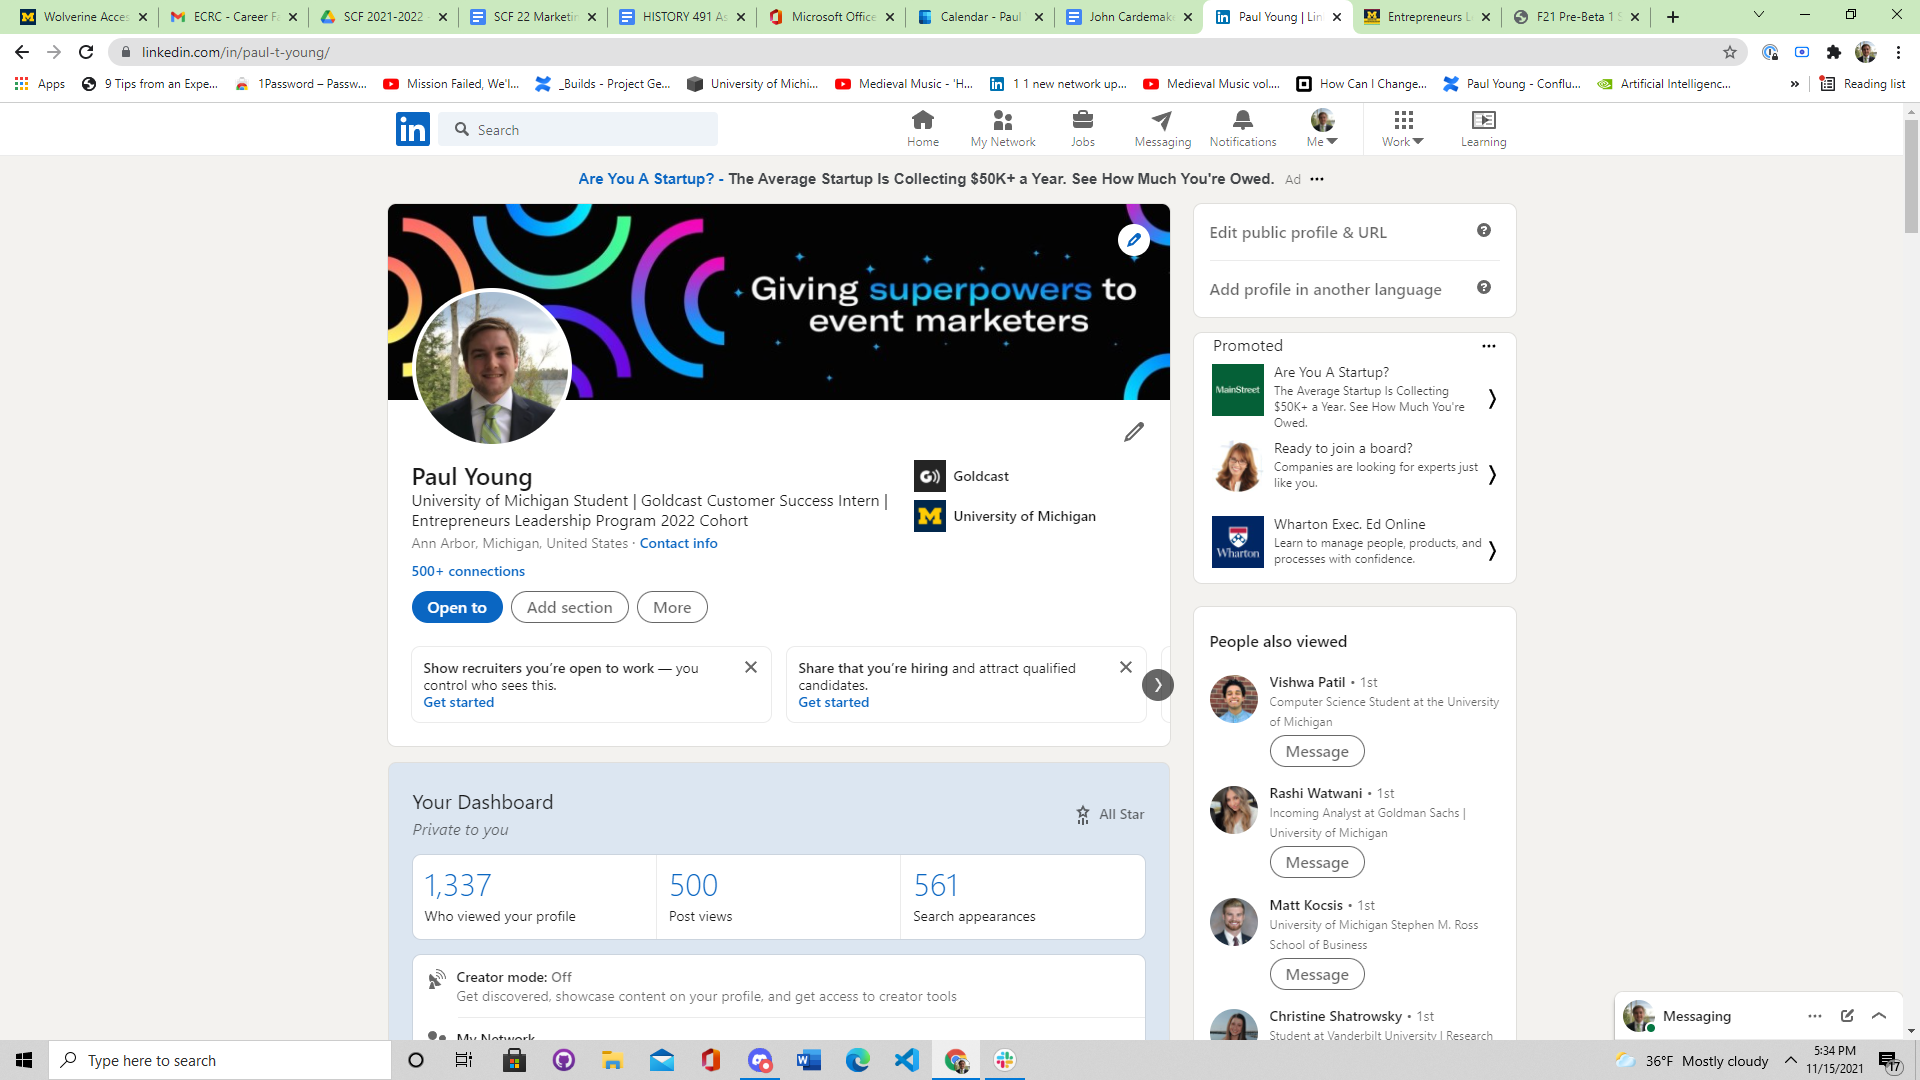 Wolverine Acces
ECRC - Career Fa
SCF 2021-2022
SCF 22 Marketin
HISTORY 491 As
Microsoft Office
Calendar - Paul
John Cardemak
Paul Young | Lin
Entrepreneurs L
F21 Pre-Beta 1 S
linkedin.com/in/paul-t-young/
Apps
9 Tips from an Expe...
1Password – Passw...
Mission Failed, We'l...
_Builds - Project Ge...
University of Michi...
Medieval Music - 'H...
1 1 new network up...
Medieval Music vol....
How Can I Change...
Paul Young - Conflu...
Artificial Intelligenc...
»
Reading list
in
Search
Home
My Network
Jobs
Messaging
Notifications
Me
Work
Learning
Are You A Startup? - The Average Startup Is Collecting $50K+ a Year. See How Much You're Owed. Ad
Giving superpowers to
event marketers
Paul Young
University of Michigan Student | Goldcast Customer Success Intern |
Entrepreneurs Leadership Program 2022 Cohort
Ann Arbor, Michigan, United States · Contact info
500+ connections
Goldcast
University of Michigan
Open to
Add section
More
Show recruiters you’re open to work — you
control who sees this.
Get started
Share that you’re hiring and attract qualified
candidates.
Get started
Your Dashboard
Private to you
All Star
1,337
Who viewed your profile
500
Post views
561
Search appearances
Creator mode: Off
Get discovered, showcase content on your profile, and get access to creator tools
My Network
Edit public profile & URL
Add profile in another language
Promoted
MainStreet
Are You A Startup?
The Average Startup Is Collecting
$50K+ a Year. See How Much You're
Owed.
Ready to join a board?
Companies are looking for experts just
like you.
Wharton
Wharton Exec. Ed Online
Learn to manage people, products, and
processes with confidence.
People also viewed
Vishwa Patil • 1st
Computer Science Student at the University
of Michigan
Message
Rashi Watwani • 1st
Incoming Analyst at Goldman Sachs |
University of Michigan
Message
Matt Kocsis • 1st
University of Michigan Stephen M. Ross
School of Business
Message
Christine Shatrowsky • 1st
Student at Vanderbilt University | Research
Messaging
Type here to search
36°F Mostly cloudy
5:34 PM
11/15/2021
17